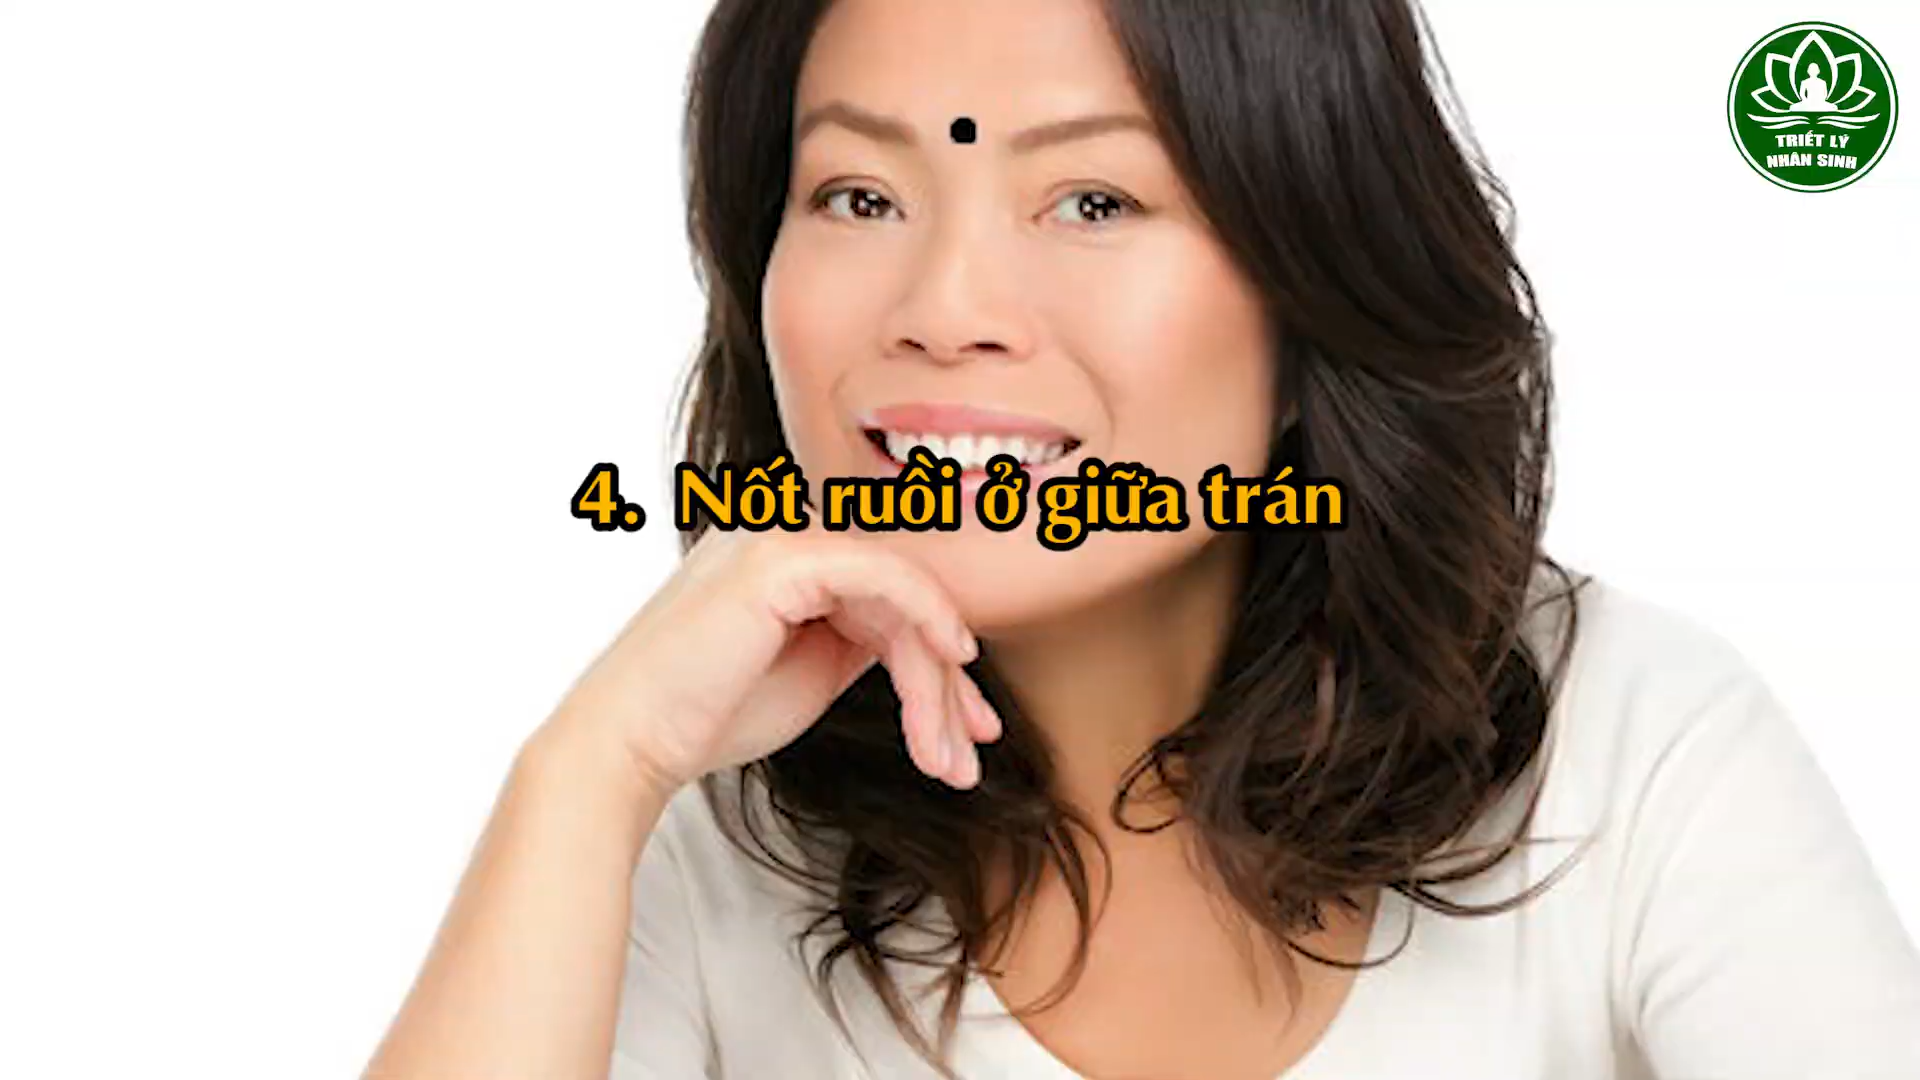 TRIẾT LÝ
NHÂN SINH
4. Nốt ruồi ở giữa trán